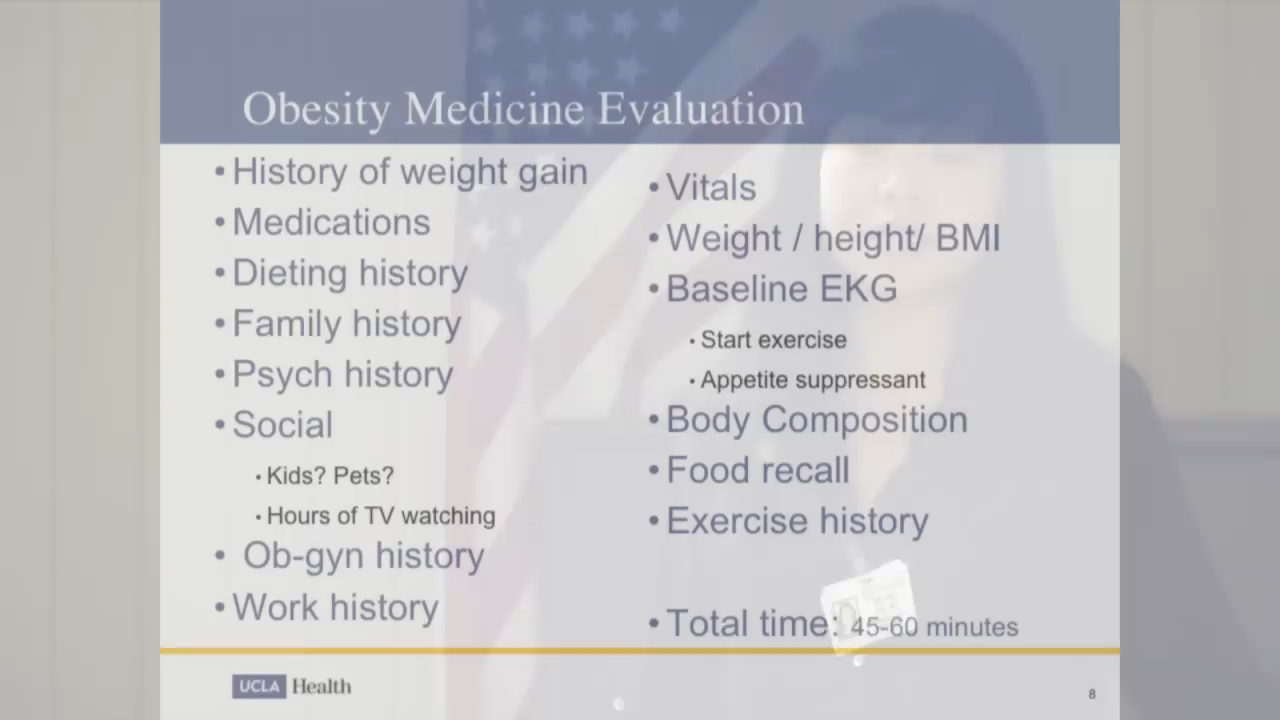 Obesity Medicine Evaluation
• History of weight gain
• Medications
• Dieting history
• Family history
• Psych history
• Social
• Kids? Pets?
• Hours of TV watching
• Ob-gyn history
• Work history
• Vitals
• Weight / height/ BMI
• Baseline EKG
• Start exercise
• Appetite suppressant
• Body Composition
• Food recall
• Exercise history
• Total time: 45-60 minutes
UCLA Health
8